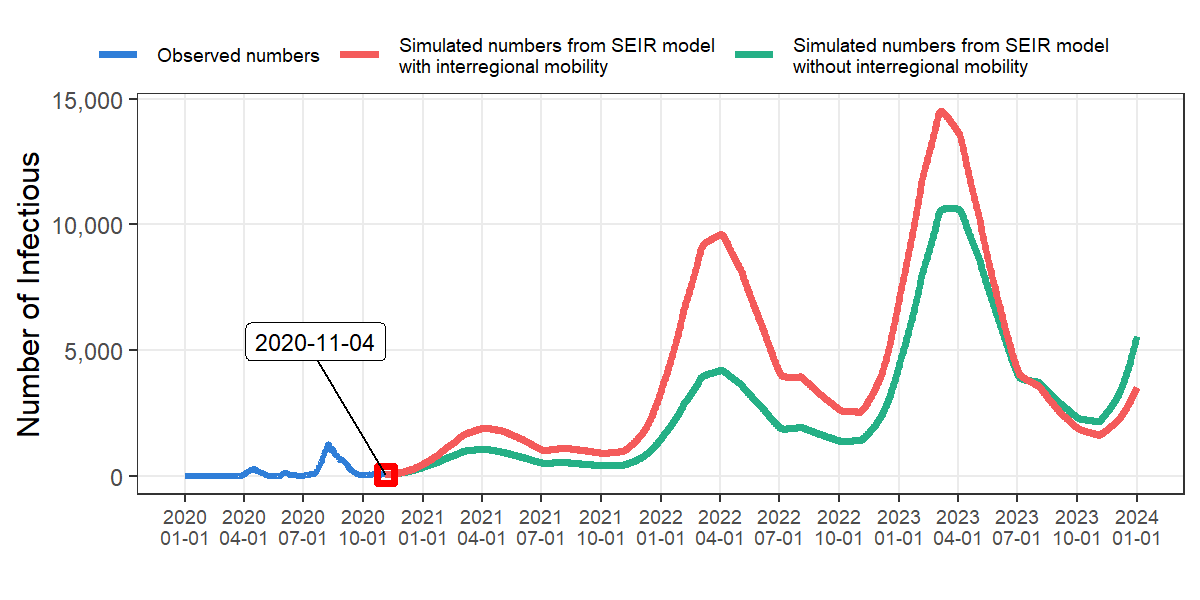 Observed numbers
Simulated numbers from SEIR model
with interregional mobility
Simulated numbers from SEIR model
without interregional mobility
Number of Infectious
15,000
10,000
5,000
0
2020-11-04
2020 2020 2020 2020 2021 2021 2021 2021 2022 2022 2022 2022 2023 2023 2023 2023 2024
01-01 04-01 07-01 10-01 01-01 04-01 07-01 10-01 01-01 04-01 07-01 10-01 01-01 04-01 07-01 10-01 01-01